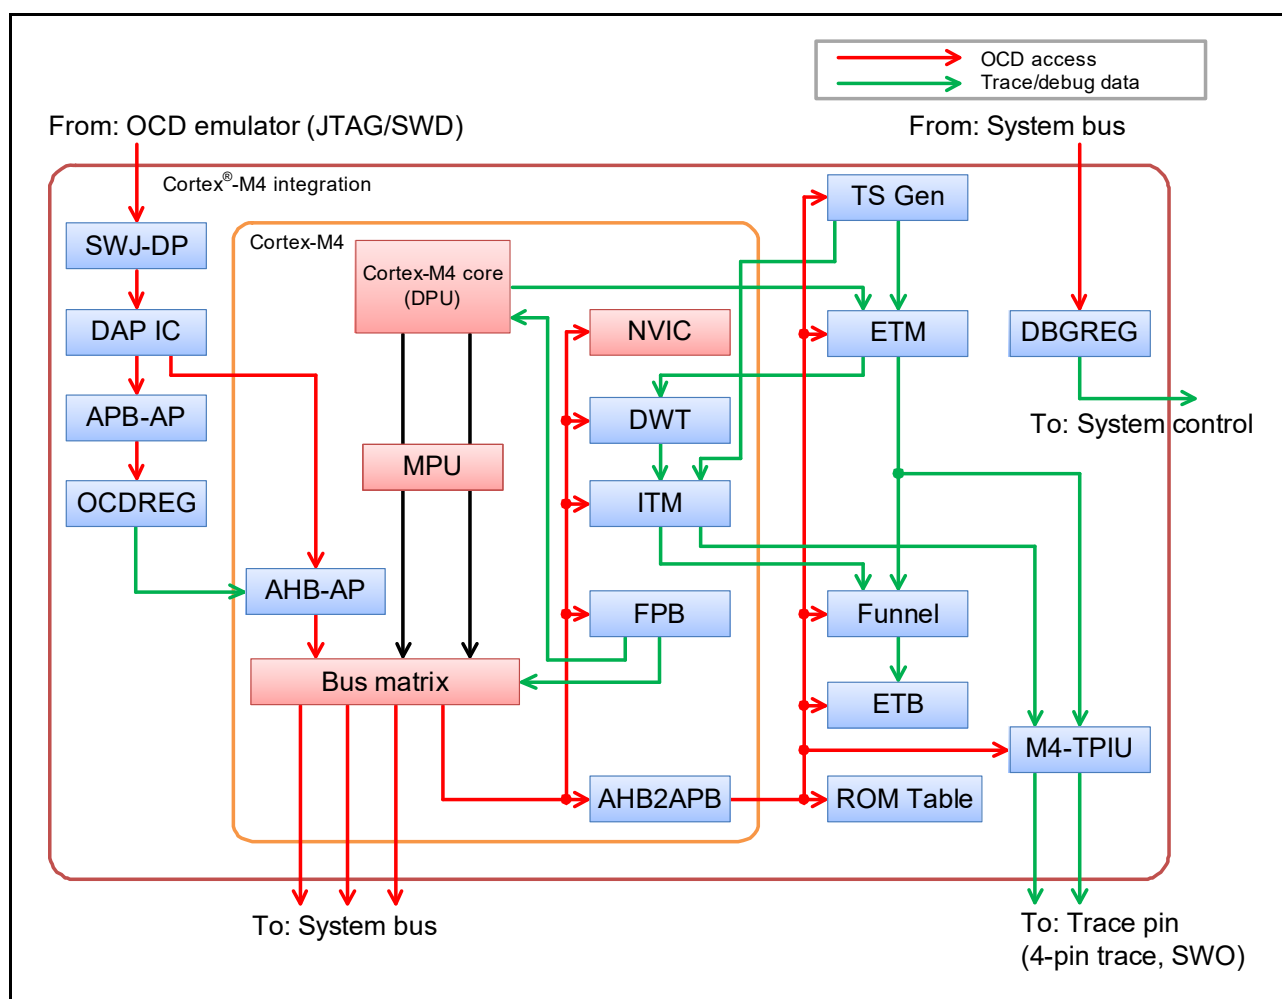 OCD access
Trace/debug data
From: OCD emulator (JTAG/SWD)
From: System bus
Cortex®-M4 integration
TS Gen
SWJ-DP
Cortex-M4
Cortex-M4 core
(DPU)
DAP IC
NVIC
ETM
DBGREG
APB-AP
DWT
To: System control
MPU
OCDREG
ITM
AHB-AP
FPB
Funnel
Bus matrix
ETB
M4-TPIU
AHB2APB
ROM Table
To: System bus
To: Trace pin
(4-pin trace, SWO)